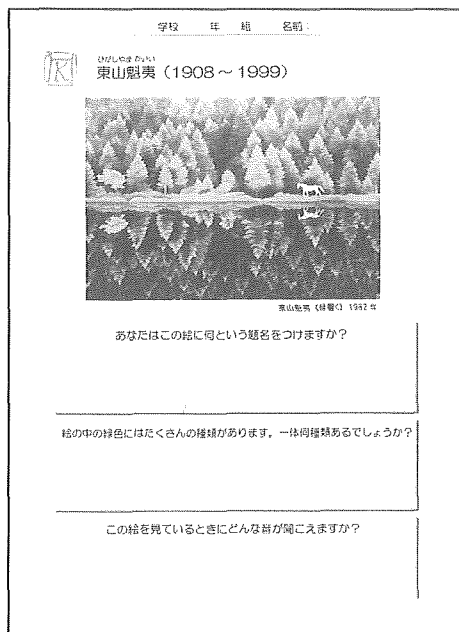 学校 年 組 名前:
K
ひがしやま かいい
東山魁夷(1908~1999)
東山魁夷《緑響く》1982年
あなたはこの絵に何という題名をつけますか?
絵の中の緑色にはたくさんの種類があります。一体何種類あるでしょうか?
この絵を見ているときにどんな音が聞こえますか?